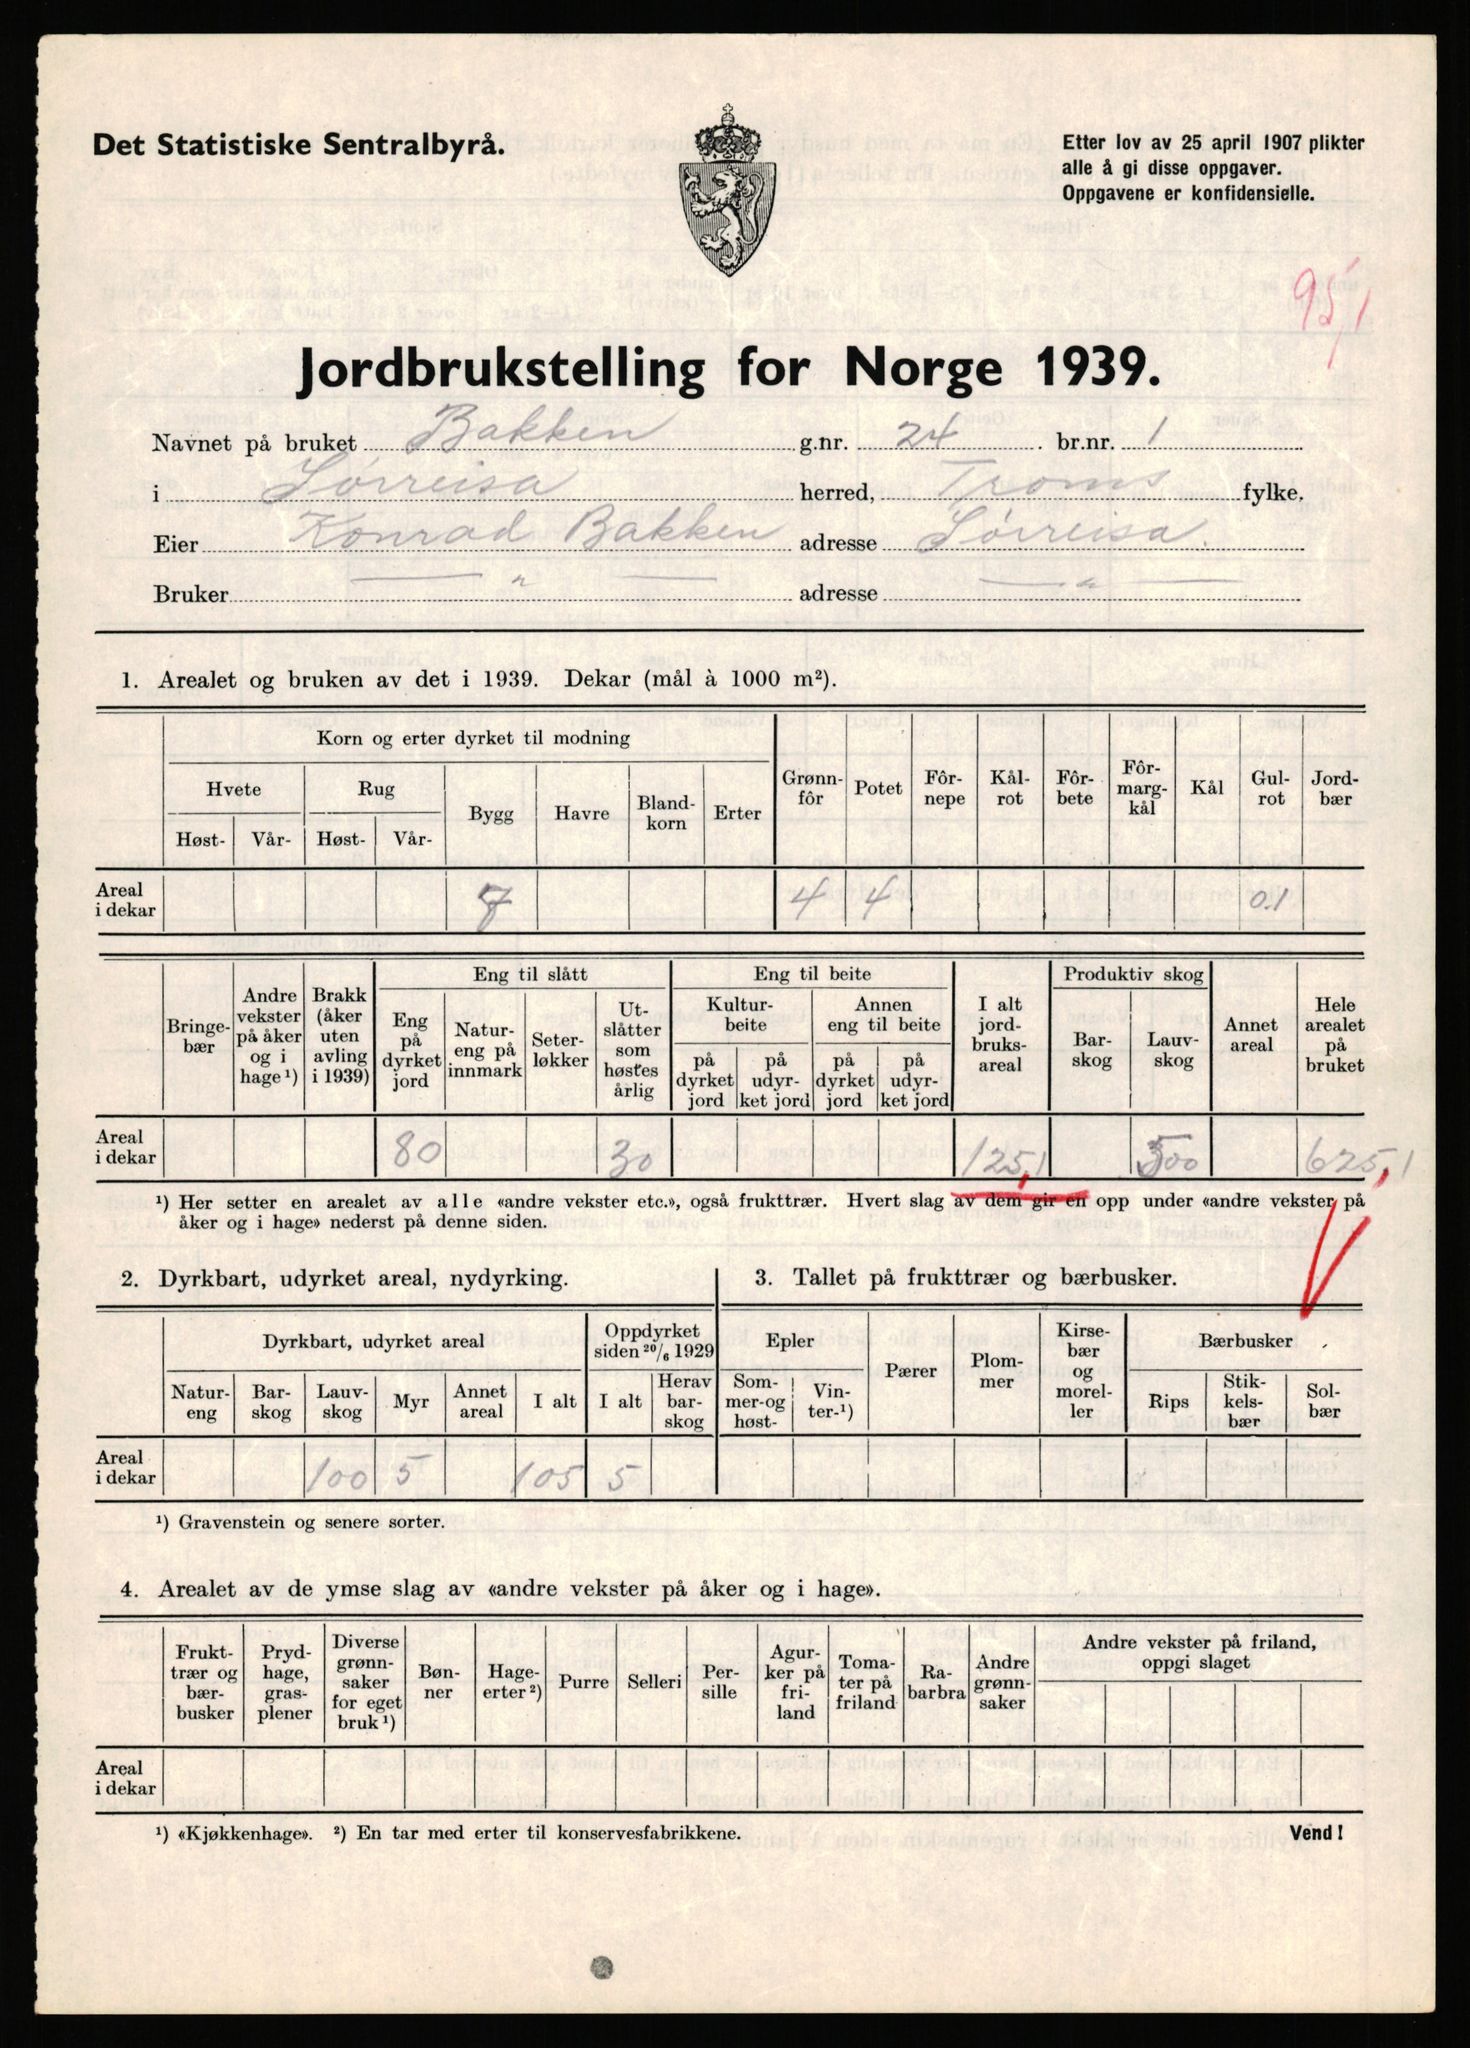 Det Statistiske Sentralbyrå.
Etter lov av 25 april 1907 plikter
alle å gi disse oppgaver.
Oppgavene er konfidensielle.
95,1
Jordbrukstelling for Norge 1939.
Navnet på bruket Bakken g.nr. 24 br.nr. 1
i Sørreisa herred, Troms fylke.
Eier Konrad Bakken adresse Sørreisa.
Bruker — " — adresse — " —
1. Arealet og bruken av det i 1939. Dekar (mål à 1000 m²).
Korn og erter dyrket til modning
Hvete Rug Bygg Havre Bland-korn Erter Grønn-fôr Potet Fôr-nepe Kål-rot Fôr-bete Fôr-marg-kål Kål Gul-rot Jord-bær
Høst- Vår- Høst- Vår-
Areal i dekar 7 4 4 0.1
Eng til slått Eng til beite Produktiv skog
Bringe-bær Andre vekster på åker og i hage¹) Brakk (åker uten avling i 1939) Eng på dyrket jord Natur-eng på innmark Seter-løkker Ut-slåtter som høstes årlig Kultur-beite Annen eng til beite I alt jord-bruks-areal Bar-skog Lauv-skog Annet areal Hele arealet på bruket
på dyrket jord på udyr-ket jord på dyrket jord på udyr-ket jord
Areal i dekar 80 30 125,1 500 625,1
¹) Her setter en arealet av alle «andre vekster etc.», også frukttrær. Hvert slag av dem gir en opp under «andre vekster på
åker og i hage» nederst på denne siden.
2. Dyrkbart, udyrket areal, nydyrking.
Dyrkbart, udyrket areal Oppdyrket siden 20/6 1929
Natur-eng Bar-skog Lauv-skog Myr Annet areal I alt I alt Herav bar-skog
Areal i dekar 100 5 105 5
¹) Gravenstein og senere sorter.
3. Tallet på frukttrær og bærbusker.
Epler Pærer Plom-mer Kirse-bær og morel-ler Bærbusker
Som-mer-og høst- Vin-ter-¹) Rips Stik-kels-bær Sol-bær
4. Arealet av de ymse slag av «andre vekster på åker og i hage».
Frukt-trær og bær-busker Pryd-hage, gras-plener Diverse grønn-saker for eget bruk¹) Bøn-ner Hage-erter²) Purre Selleri Per-sille Agur-ker på fri-land Toma-ter på friland Ra-barbra Andre grønn-saker Andre vekster på friland, oppgi slaget
Areal i dekar
¹) «Kjøkkenhage». ²) En tar med erter til konservesfabrikkene.
Vend!